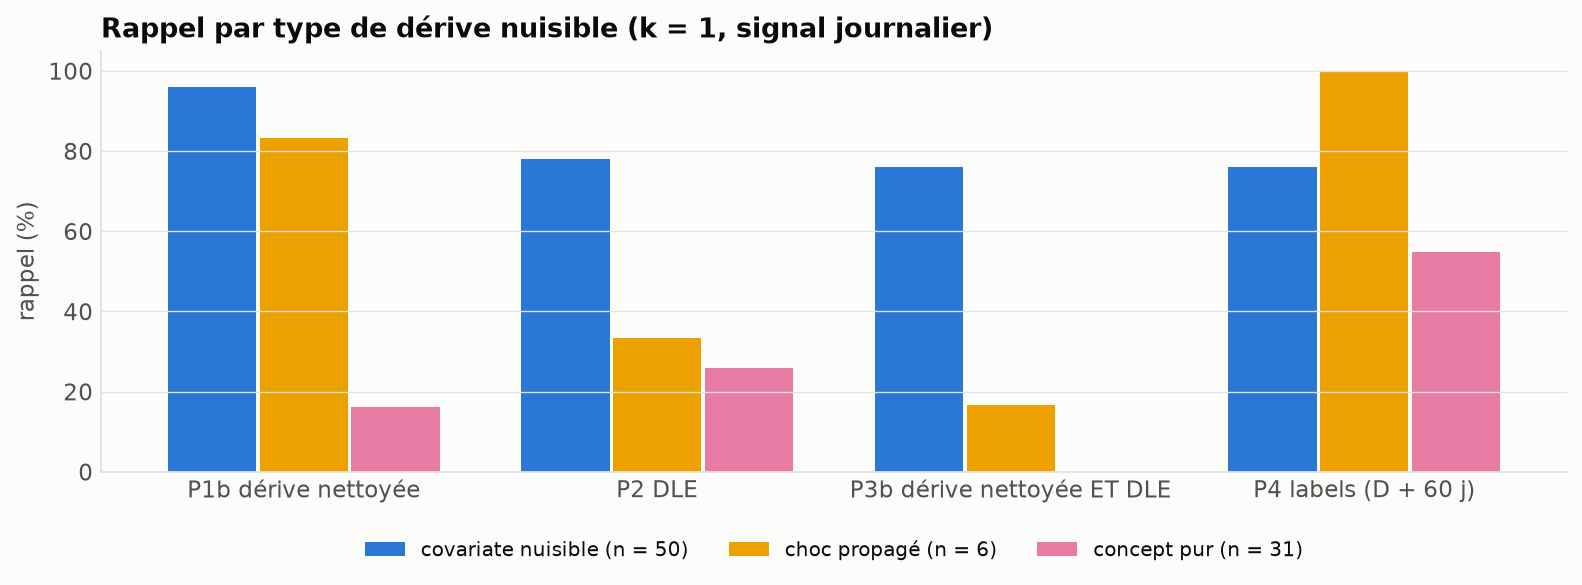 Rappel par type de dérive nuisible (k = 1, signal journalier)
rappel (%)
100
80
60
40
20
0
P1b dérive nettoyée
P2 DLE
P3b dérive nettoyée ET DLE
P4 labels (D + 60 j)
covariate nuisible (n = 50)
choc propagé (n = 6)
concept pur (n = 31)